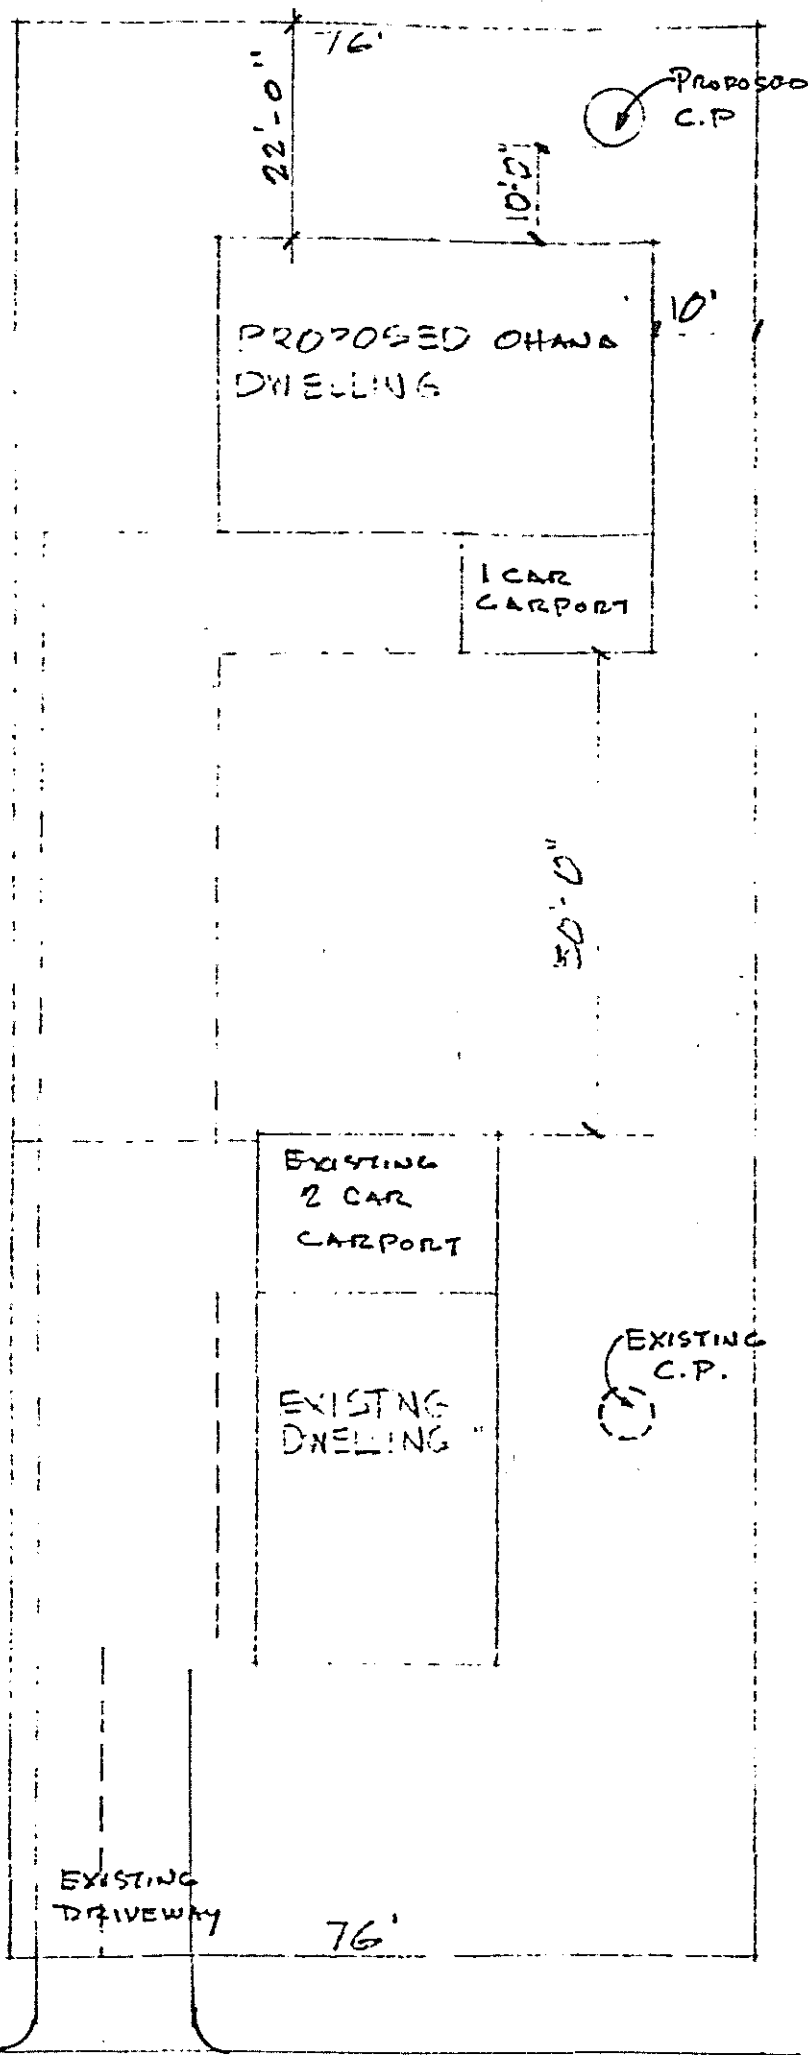 76'
22'-0"
PROPOSED
C.P
10'0"
10'
PROPOSED OHANA
DWELLING
1 CAR
CARPORT
50'-0"
EXISTING
2 CAR
CARPORT
EXISTING
C.P.
EXISTNG
DWELLING
EXISTING
DRIVEWAY
76'